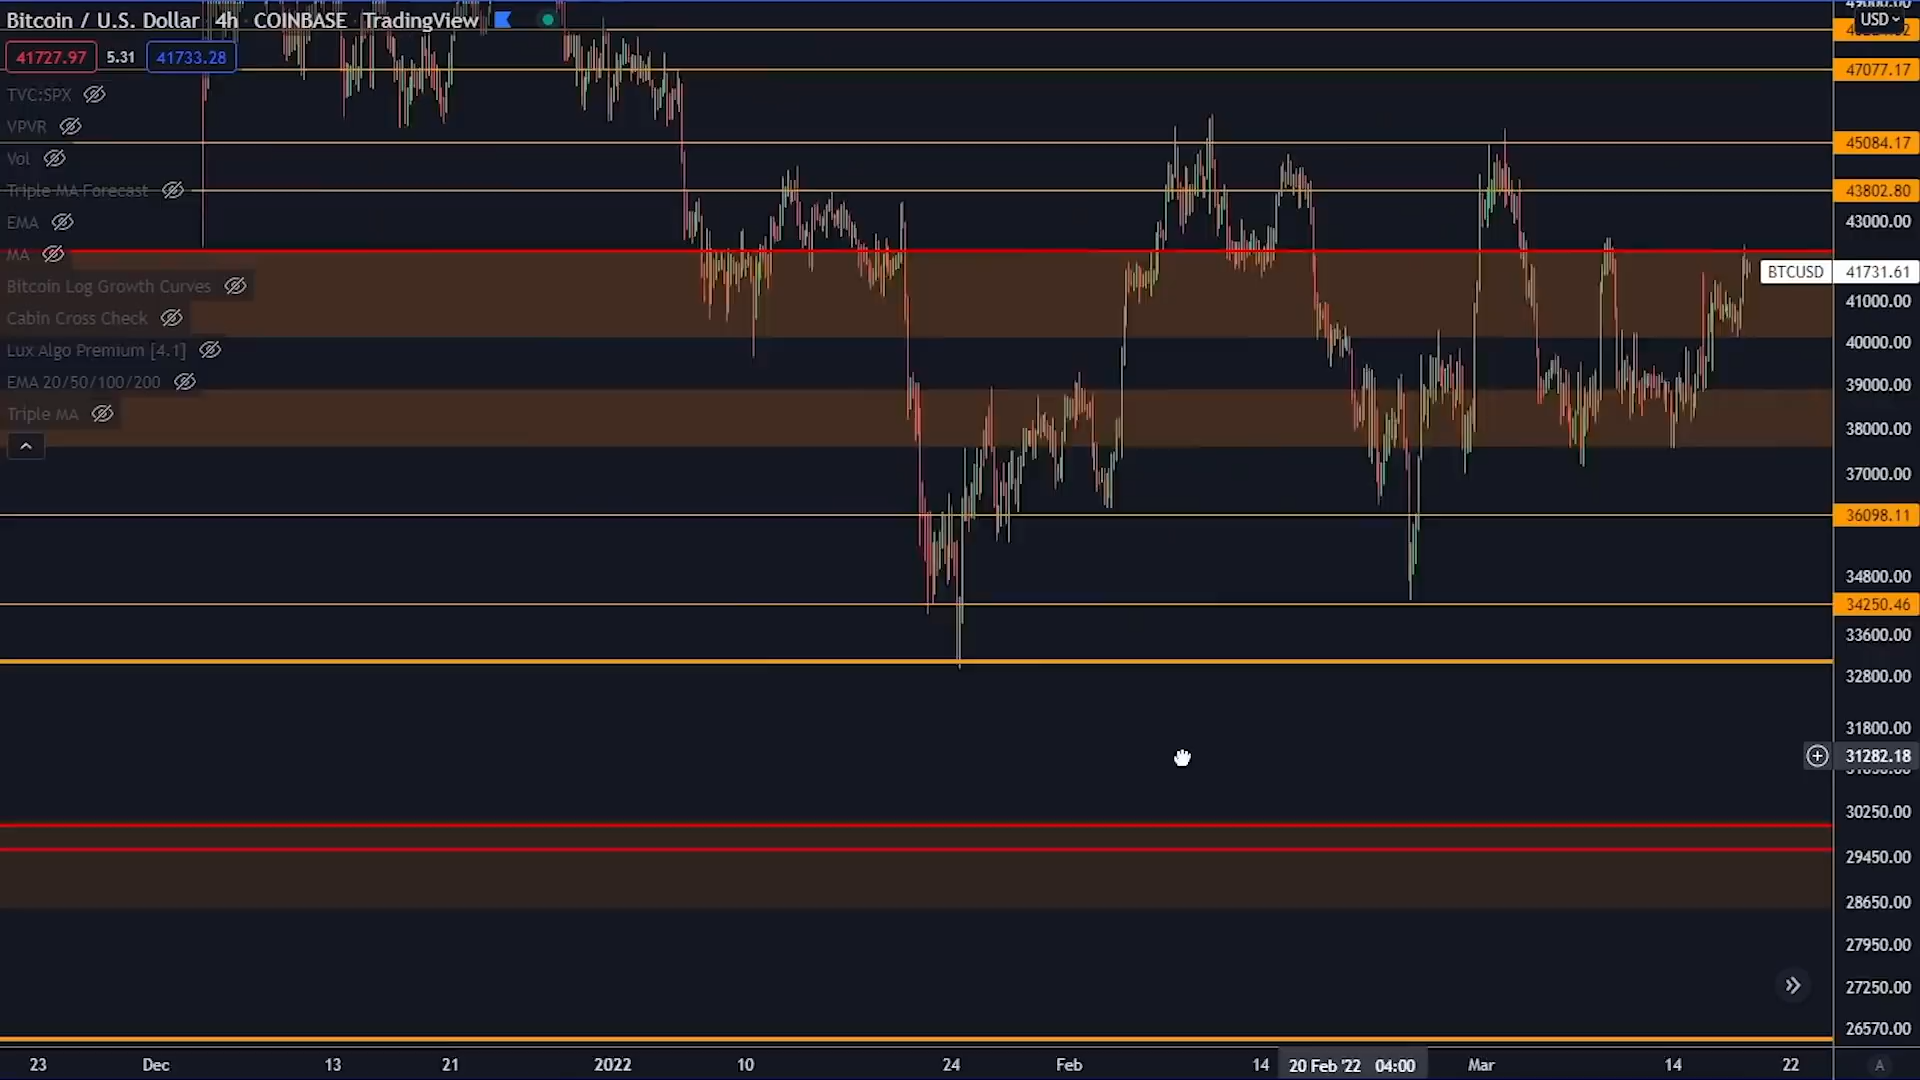 Bitcoin / U.S. Dollar 4h COINBASE TradingView
41727.97 5.31 41733.28
TVC:SPX
VPVR
Vol
Triple MA Forecast
EMA
MA
Bitcoin Log Growth Curves
Cabin Cross Check
Lux Algo Premium [4.1]
EMA 20/50/100/200
Triple MA
49000.00
USD
47077.17
45084.17
43802.80
43000.00
BTCUSD 41731.61
41000.00
40000.00
39000.00
38000.00
37000.00
36098.11
34800.00
34250.46
33600.00
32800.00
31800.00
31282.18
30250.00
29450.00
28650.00
27950.00
27250.00
26570.00
23 Dec 13 21 2022 10 24 Feb 14 20 Feb '22 04:00 Mar 14 22 A